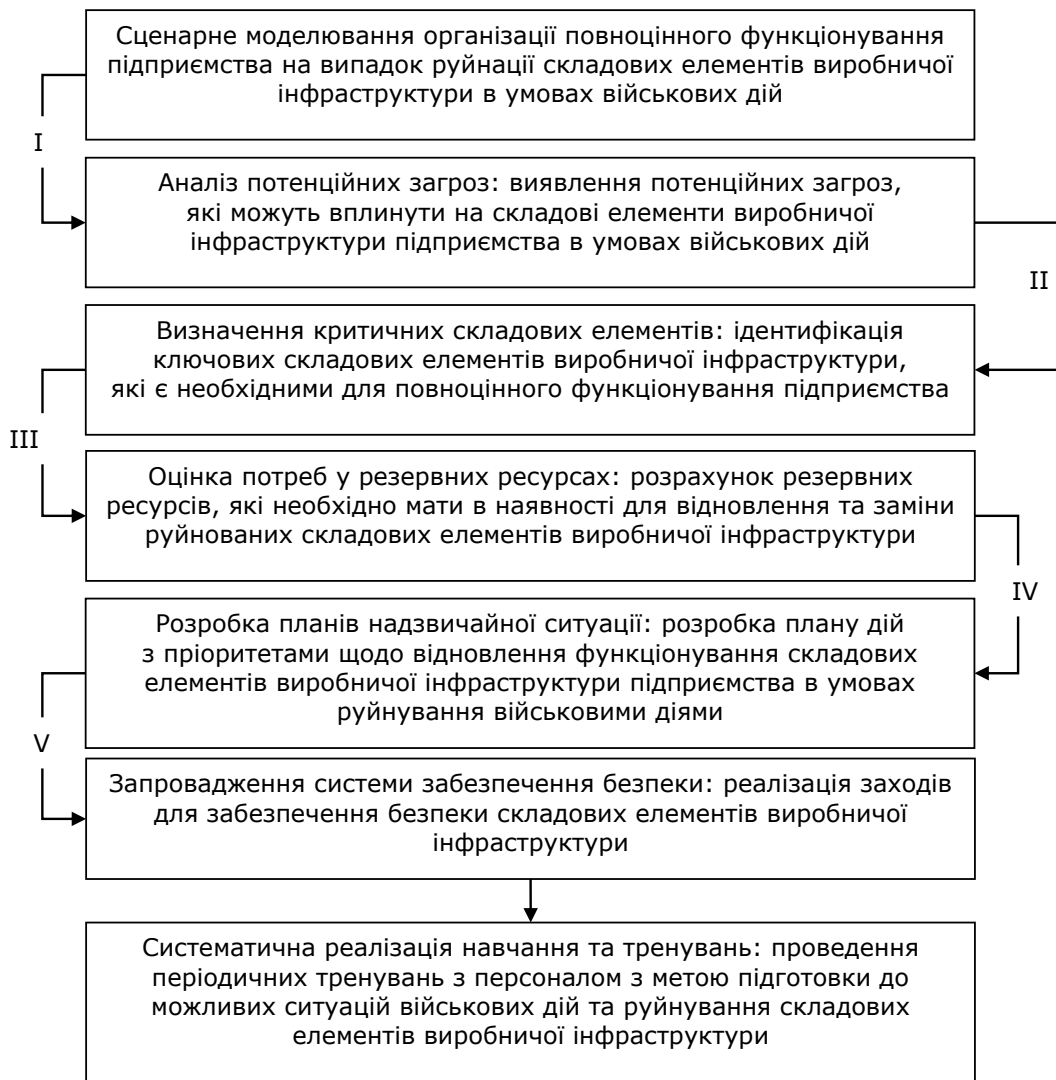 Сценарне моделювання організації повноцінного функціонування
підприємства на випадок руйнації складових елементів виробничої
інфраструктури в умовах військових дій
I
Аналіз потенційних загроз: виявлення потенційних загроз,
які можуть вплинути на складові елементи виробничої
інфраструктури підприємства в умовах військових дій
II
Визначення критичних складових елементів: ідентифікація
ключових складових елементів виробничої інфраструктури,
які є необхідними для повноцінного функціонування підприємства
III
Оцінка потреб у резервних ресурсах: розрахунок резервних
ресурсів, які необхідно мати в наявності для відновлення та заміни
руйнованих складових елементів виробничої інфраструктури
IV
Розробка планів надзвичайної ситуації: розробка плану дій
з пріоритетами щодо відновлення функціонування складових
елементів виробничої інфраструктури підприємства в умовах
руйнування військовими діями
V
Запровадження системи забезпечення безпеки: реалізація заходів
для забезпечення безпеки складових елементів виробничої
інфраструктури
Систематична реалізація навчання та тренувань: проведення
періодичних тренувань з персоналом з метою підготовки до
можливих ситуацій військових дій та руйнування складових
елементів виробничої інфраструктури